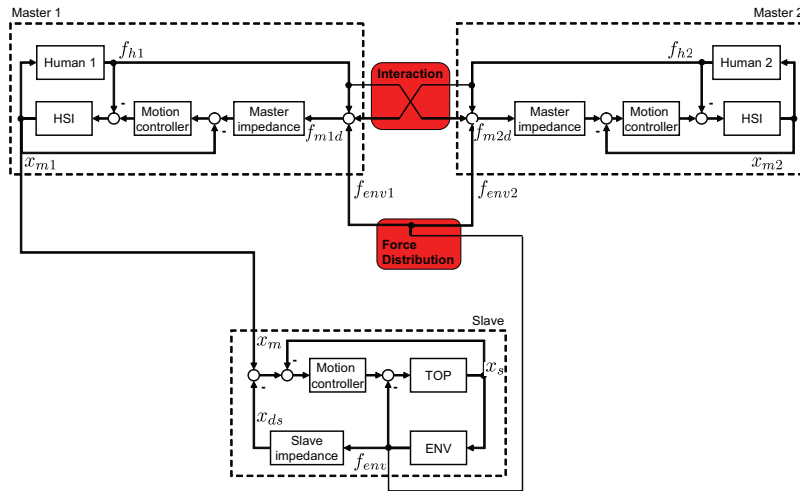 Master 1
Master 2
f_{h1}
f_{h2}
Human 1
Interaction
Human 2
HSI
-
Motion
controller
-
Master
impedance
f_{m1d}
f_{m2d}
Master
impedance
-
Motion
controller
-
HSI
x_{m1}
x_{m2}
f_{env1}
f_{env2}
Force
Distribution
Slave
x_m
-
-
Motion
controller
-
TOP
x_s
x_{ds}
Slave
impedance
f_{env}
ENV